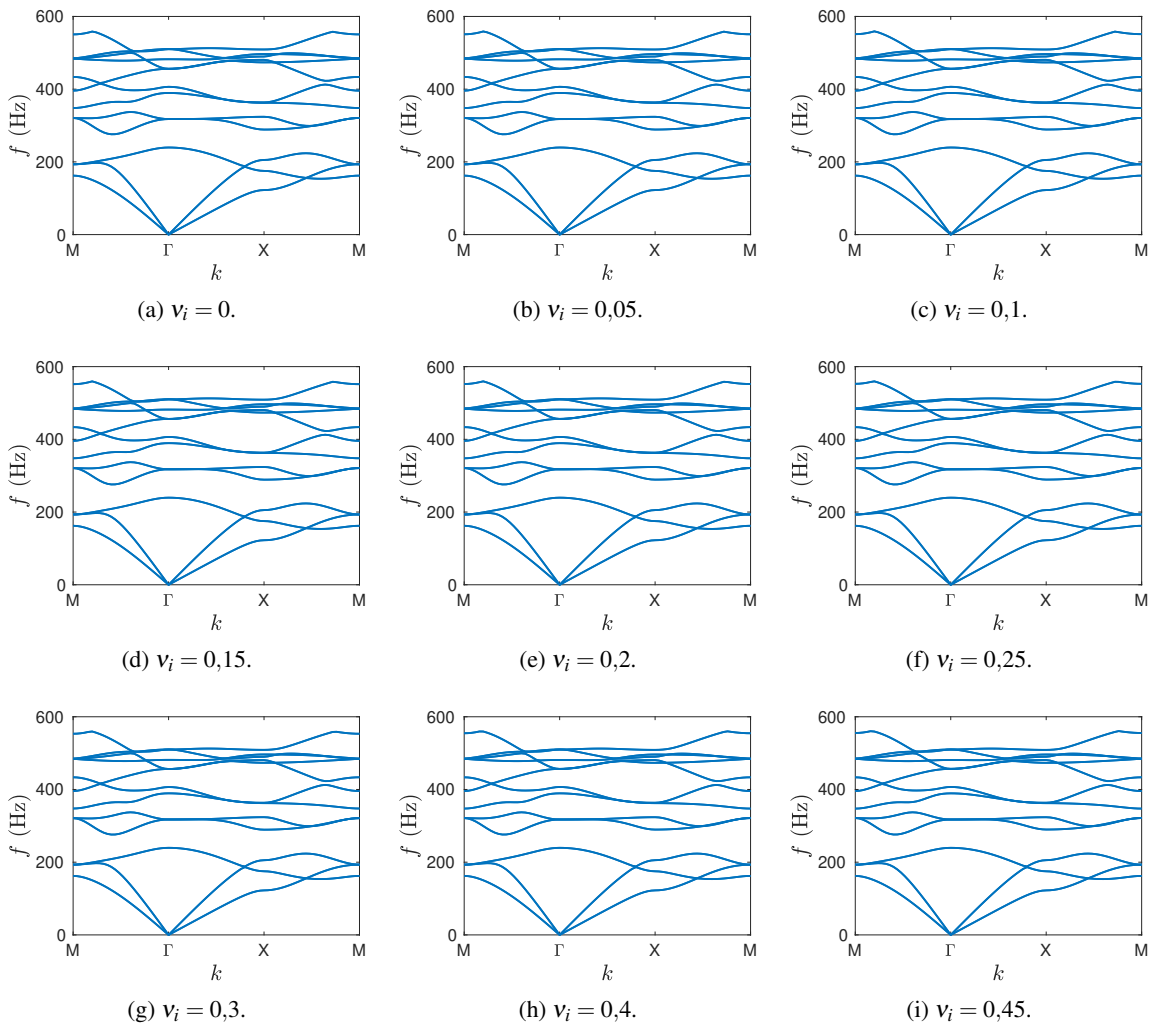 600
400
200
0
f (Hz)
M Γ X M
k
(a) νi = 0.
600
400
200
0
f (Hz)
M Γ X M
k
(b) νi = 0,05.
600
400
200
0
f (Hz)
M Γ X M
k
(c) νi = 0,1.
600
400
200
0
f (Hz)
M Γ X M
k
(d) νi = 0,15.
600
400
200
0
f (Hz)
M Γ X M
k
(e) νi = 0,2.
600
400
200
0
f (Hz)
M Γ X M
k
(f) νi = 0,25.
600
400
200
0
f (Hz)
M Γ X M
k
(g) νi = 0,3.
600
400
200
0
f (Hz)
M Γ X M
k
(h) νi = 0,4.
600
400
200
0
f (Hz)
M Γ X M
k
(i) νi = 0,45.